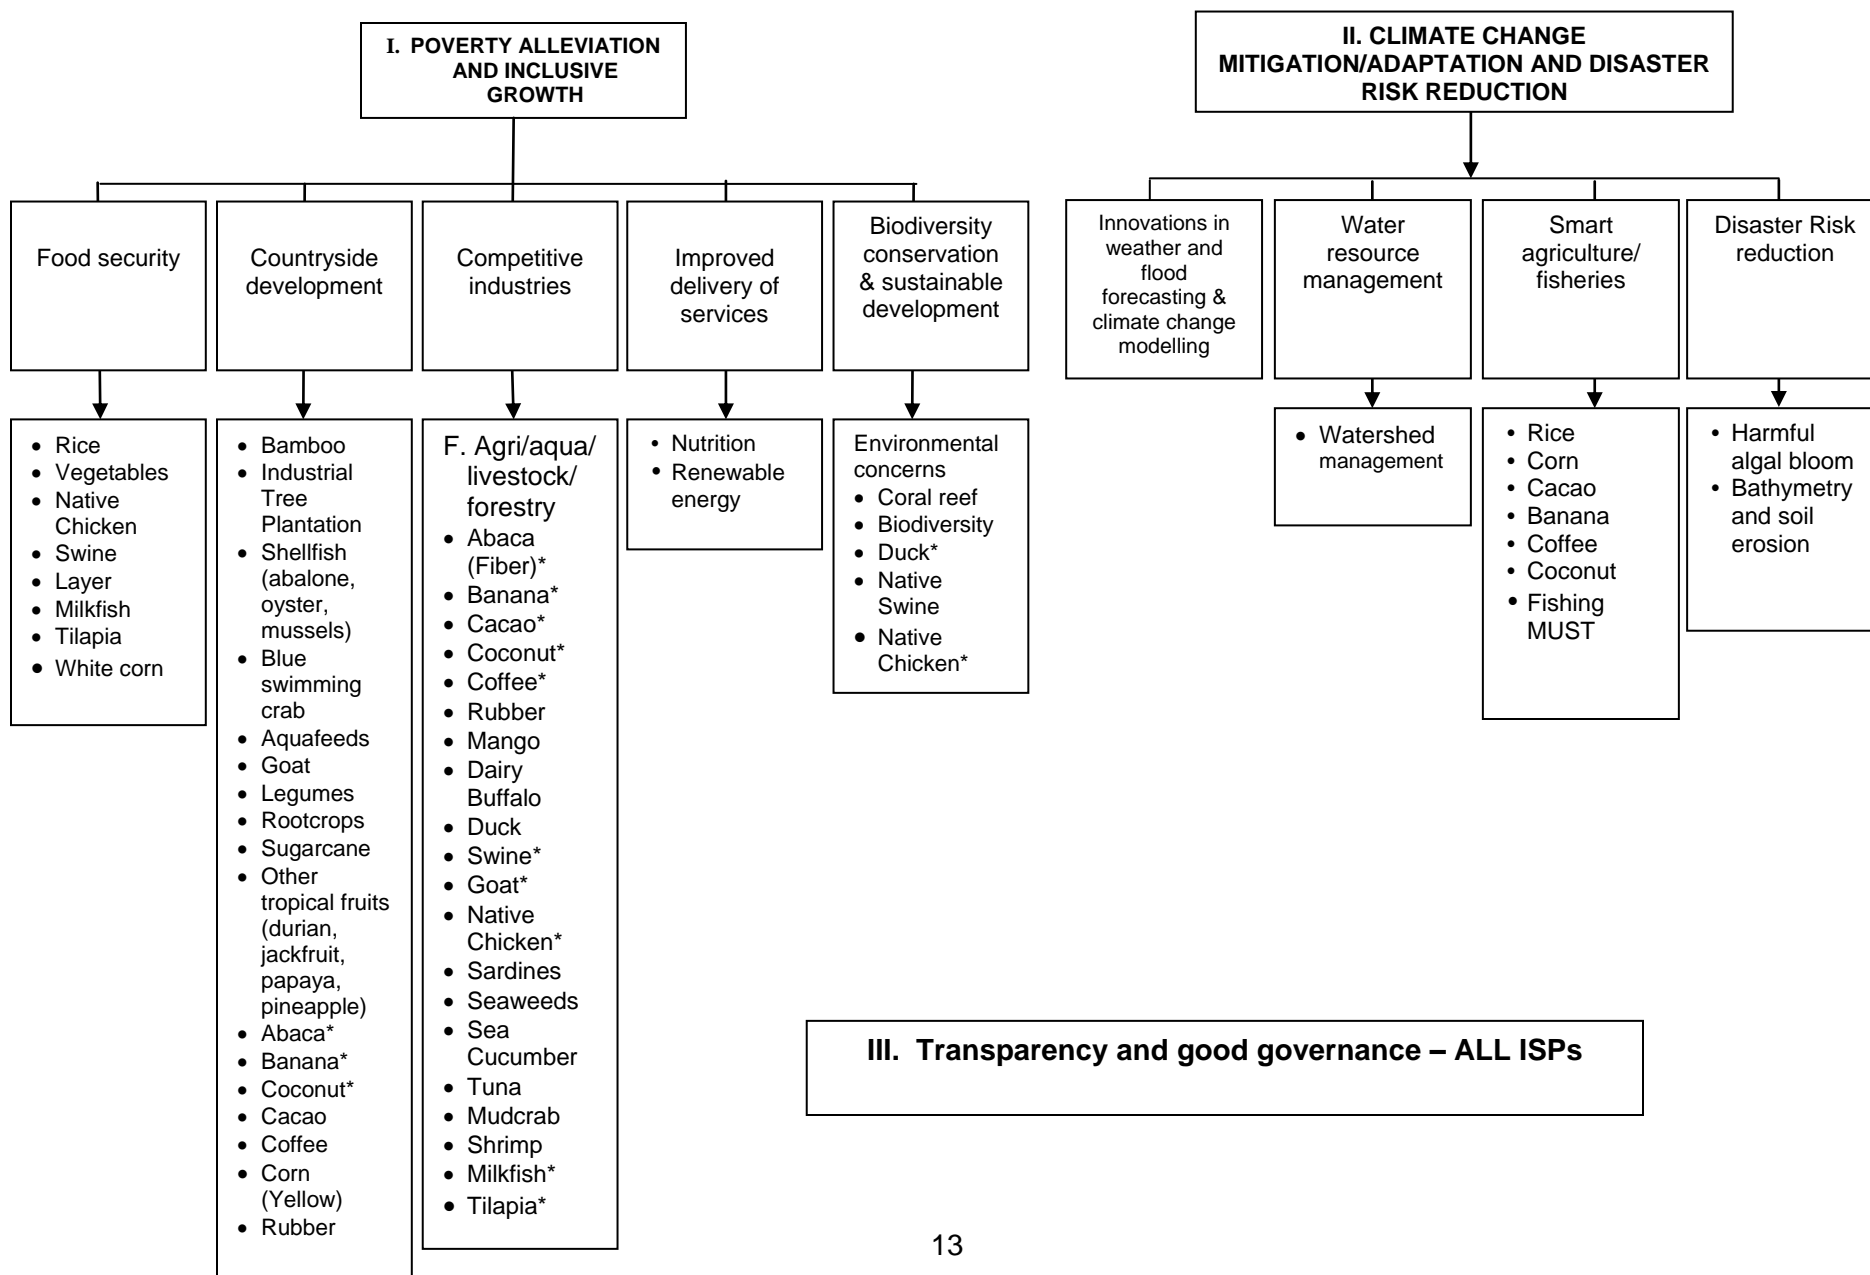 I. POVERTY ALLEVIATION
AND INCLUSIVE
GROWTH
II. CLIMATE CHANGE
MITIGATION/ADAPTATION AND DISASTER
RISK REDUCTION
Food security
Countryside
development
Competitive
industries
Improved
delivery of
services
Biodiversity
conservation
& sustainable
development
Innovations in
weather and
flood
forecasting &
climate change
modelling
Water
resource
management
Smart
agriculture/
fisheries
Disaster Risk
reduction
• Rice
• Vegetables
• Native
Chicken
• Swine
• Layer
• Milkfish
• Tilapia
• White corn
• Bamboo
• Industrial
Tree
Plantation
• Shellfish
(abalone,
oyster,
mussels)
• Blue
swimming
crab
• Aquafeeds
• Goat
• Legumes
• Rootcrops
• Sugarcane
• Other
tropical fruits
(durian,
jackfruit,
papaya,
pineapple)
• Abaca*
• Banana*
• Coconut*
• Cacao
• Coffee
• Corn
(Yellow)
• Rubber
F. Agri/aqua/
livestock/
forestry
• Abaca
(Fiber)*
• Banana*
• Cacao*
• Coconut*
• Coffee*
• Rubber
• Mango
• Dairy
Buffalo
• Duck
• Swine*
• Goat*
• Native
Chicken*
• Sardines
• Seaweeds
• Sea
Cucumber
• Tuna
• Mudcrab
• Shrimp
• Milkfish*
• Tilapia*
• Nutrition
• Renewable
energy
Environmental
concerns
• Coral reef
• Biodiversity
• Duck*
• Native
Swine
• Native
Chicken*
• Watershed
management
• Rice
• Corn
• Cacao
• Banana
• Coffee
• Coconut
• Fishing
MUST
• Harmful
algal bloom
• Bathymetry
and soil
erosion
III. Transparency and good governance – ALL ISPs
13